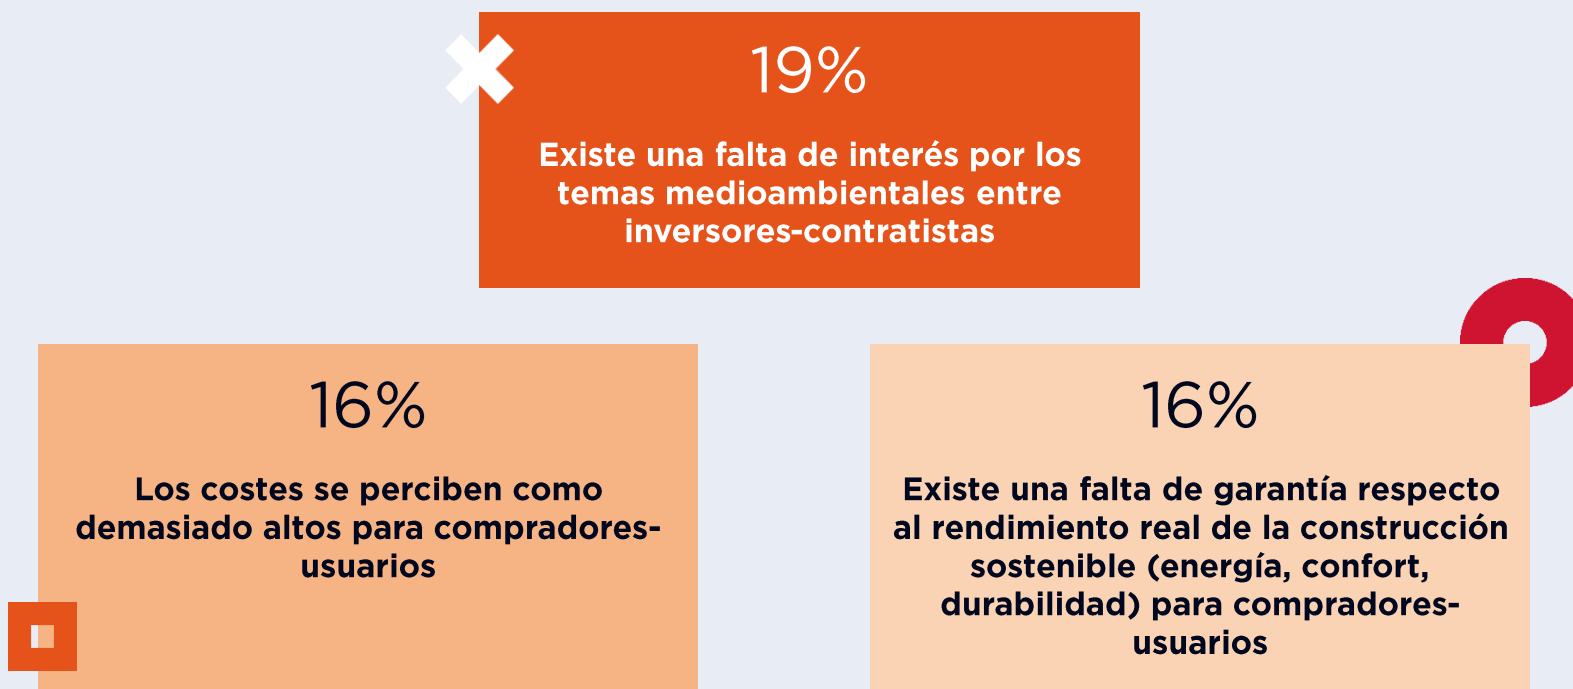 19%
Existe una falta de interés por los
temas medioambientales entre
inversores-contratistas
16%
Los costes se perciben como
demasiado altos para compradores-
usuarios
16%
Existe una falta de garantía respecto
al rendimiento real de la construcción
sostenible (energía, confort,
durabilidad) para compradores-
usuarios